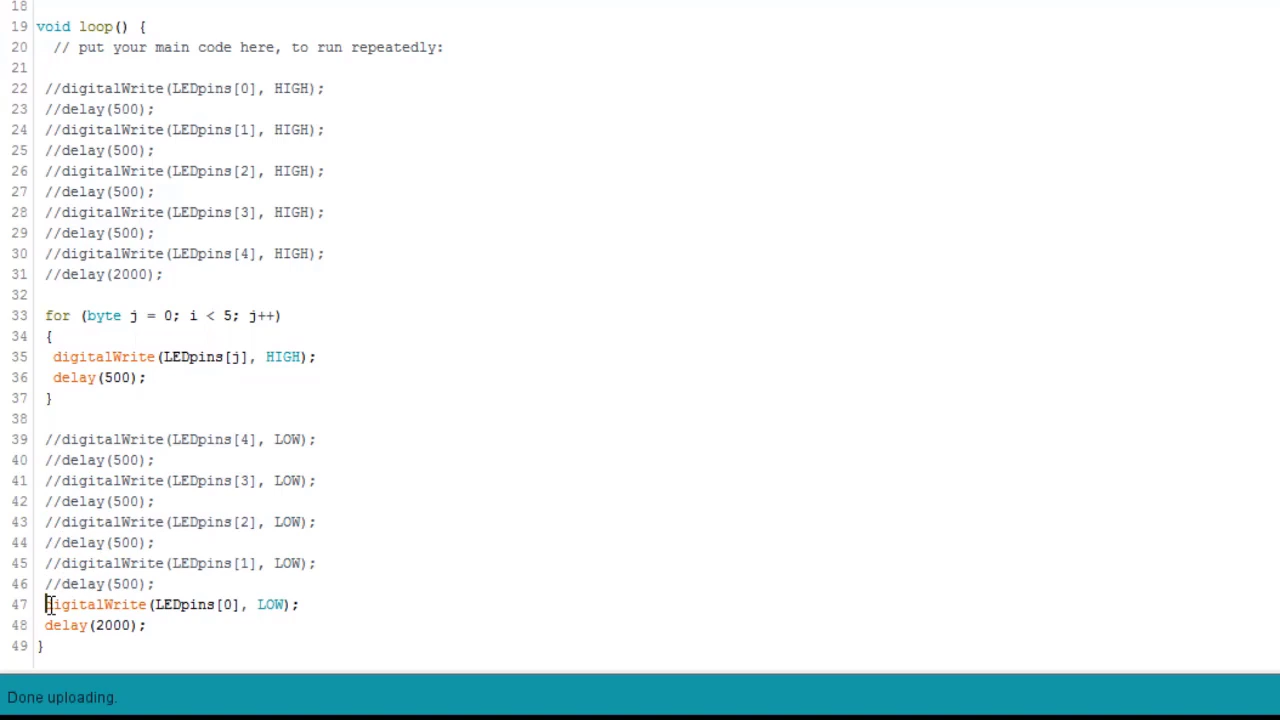 18
19 void loop() {
20 // put your main code here, to run repeatedly:
21
22 //digitalWrite(LEDpins[0], HIGH);
23 //delay(500);
24 //digitalWrite(LEDpins[1], HIGH);
25 //delay(500);
26 //digitalWrite(LEDpins[2], HIGH);
27 //delay(500);
28 //digitalWrite(LEDpins[3], HIGH);
29 //delay(500);
30 //digitalWrite(LEDpins[4], HIGH);
31 //delay(2000);
32
33 for (byte j = 0; i < 5; j++)
34 {
35 digitalWrite(LEDpins[j], HIGH);
36 delay(500);
37 }
38
39 //digitalWrite(LEDpins[4], LOW);
40 //delay(500);
41 //digitalWrite(LEDpins[3], LOW);
42 //delay(500);
43 //digitalWrite(LEDpins[2], LOW);
44 //delay(500);
45 //digitalWrite(LEDpins[1], LOW);
46 //delay(500);
47 digitalWrite(LEDpins[0], LOW);
48 delay(2000);
49 }
Done uploading.